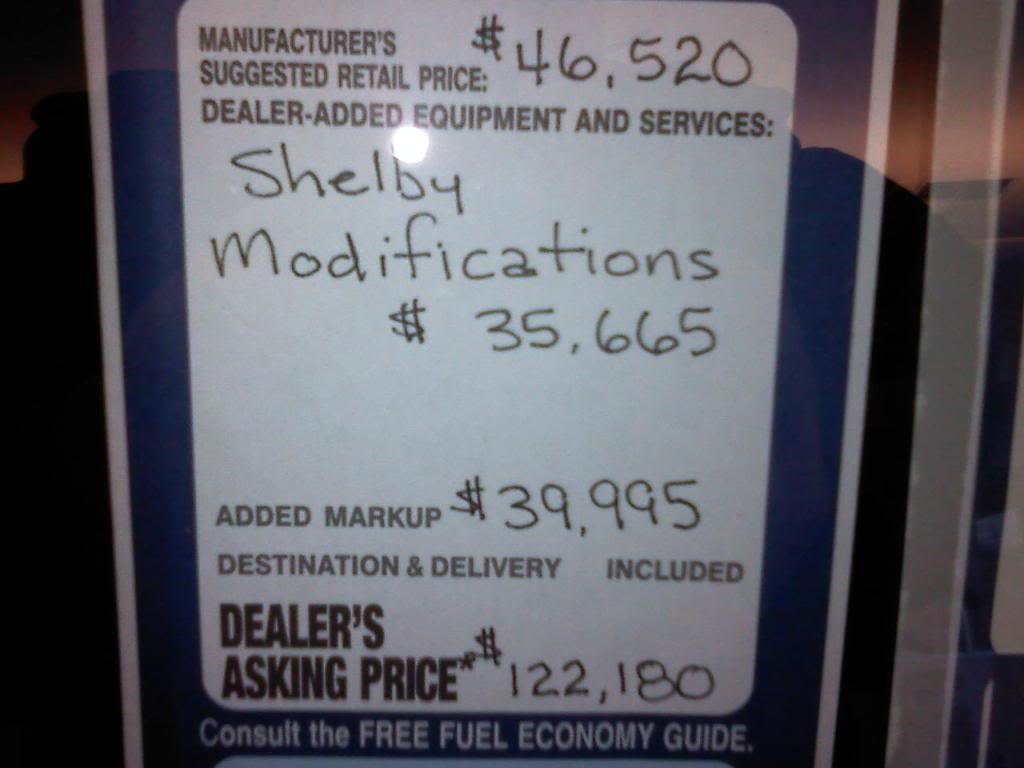 MANUFACTURER'S
SUGGESTED RETAIL PRICE: $46,520
DEALER-ADDED EQUIPMENT AND SERVICES:
Shelby
Modifications
$ 35,665
ADDED MARKUP $39,995
DESTINATION & DELIVERY INCLUDED
DEALER'S
ASKING PRICE* $122,180
Consult the FREE FUEL ECONOMY GUIDE.